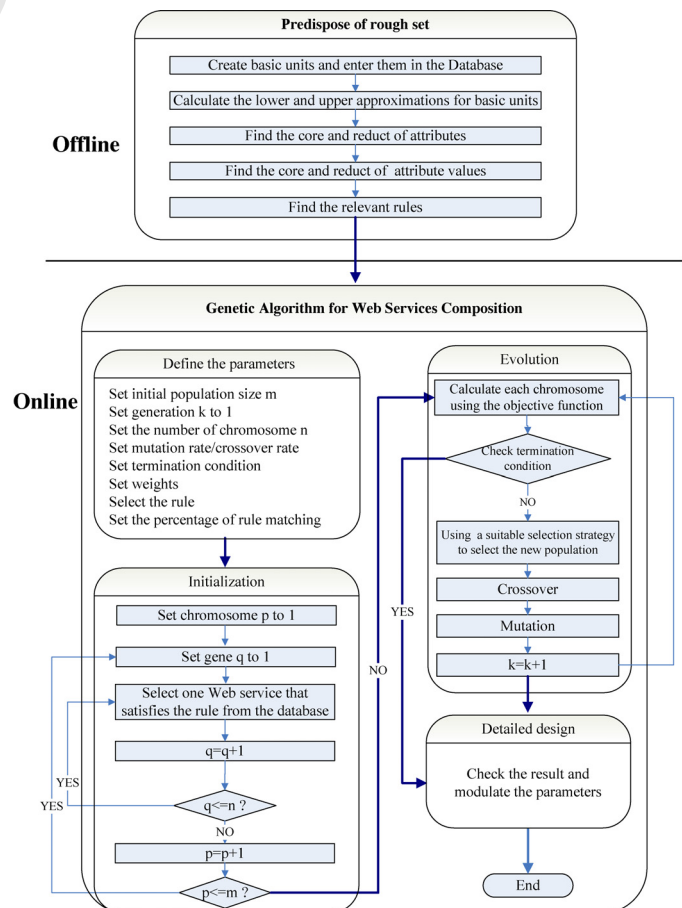 Predispose of rough set
Create basic units and enter them in the Database
Calculate the lower and upper approximations for basic units
Find the core and reduct of attributes
Find the core and reduct of attribute values
Find the relevant rules
Offline
Online
Genetic Algorithm for Web Services Composition
Define the parameters
Set initial population size m
Set generation k to 1
Set the number of chromosome n
Set mutation rate/crossover rate
Set termination condition
Set weights
Select the rule
Set the percentage of rule matching
Initialization
Set chromosome p to 1
Set gene q to 1
Select one Web service that
satisfies the rule from the database
q=q+1
q<=n ?
YES
YES
NO
p=p+1
p<=m ?
NO
Evolution
Calculate each chromosome
using the objective function
Check termination
condition
NO
YES
Using a suitable selection strategy
to select the new population
Crossover
Mutation
k=k+1
Detailed design
Check the result and
modulate the parameters
End